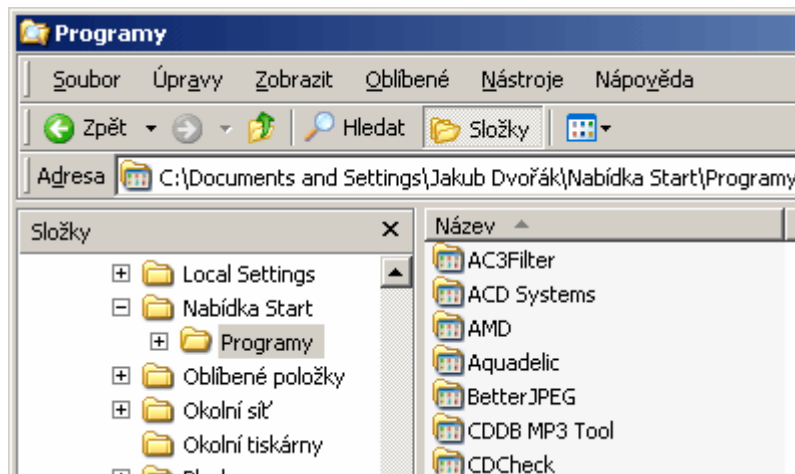 Programy
Soubor Úpravy Zobrazit Oblíbené Nástroje Nápověda
Zpět Hledat Složky
Adresa C:\Documents and Settings\Jakub Dvořák\Nabídka Start\Programy
Složky
Local Settings
Nabídka Start
Programy
Oblíbené položky
Okolní síť
Okolní tiskárny
Název
AC3Filter
ACD Systems
AMD
Aquadelic
BetterJPEG
CDDB MP3 Tool
CDCheck